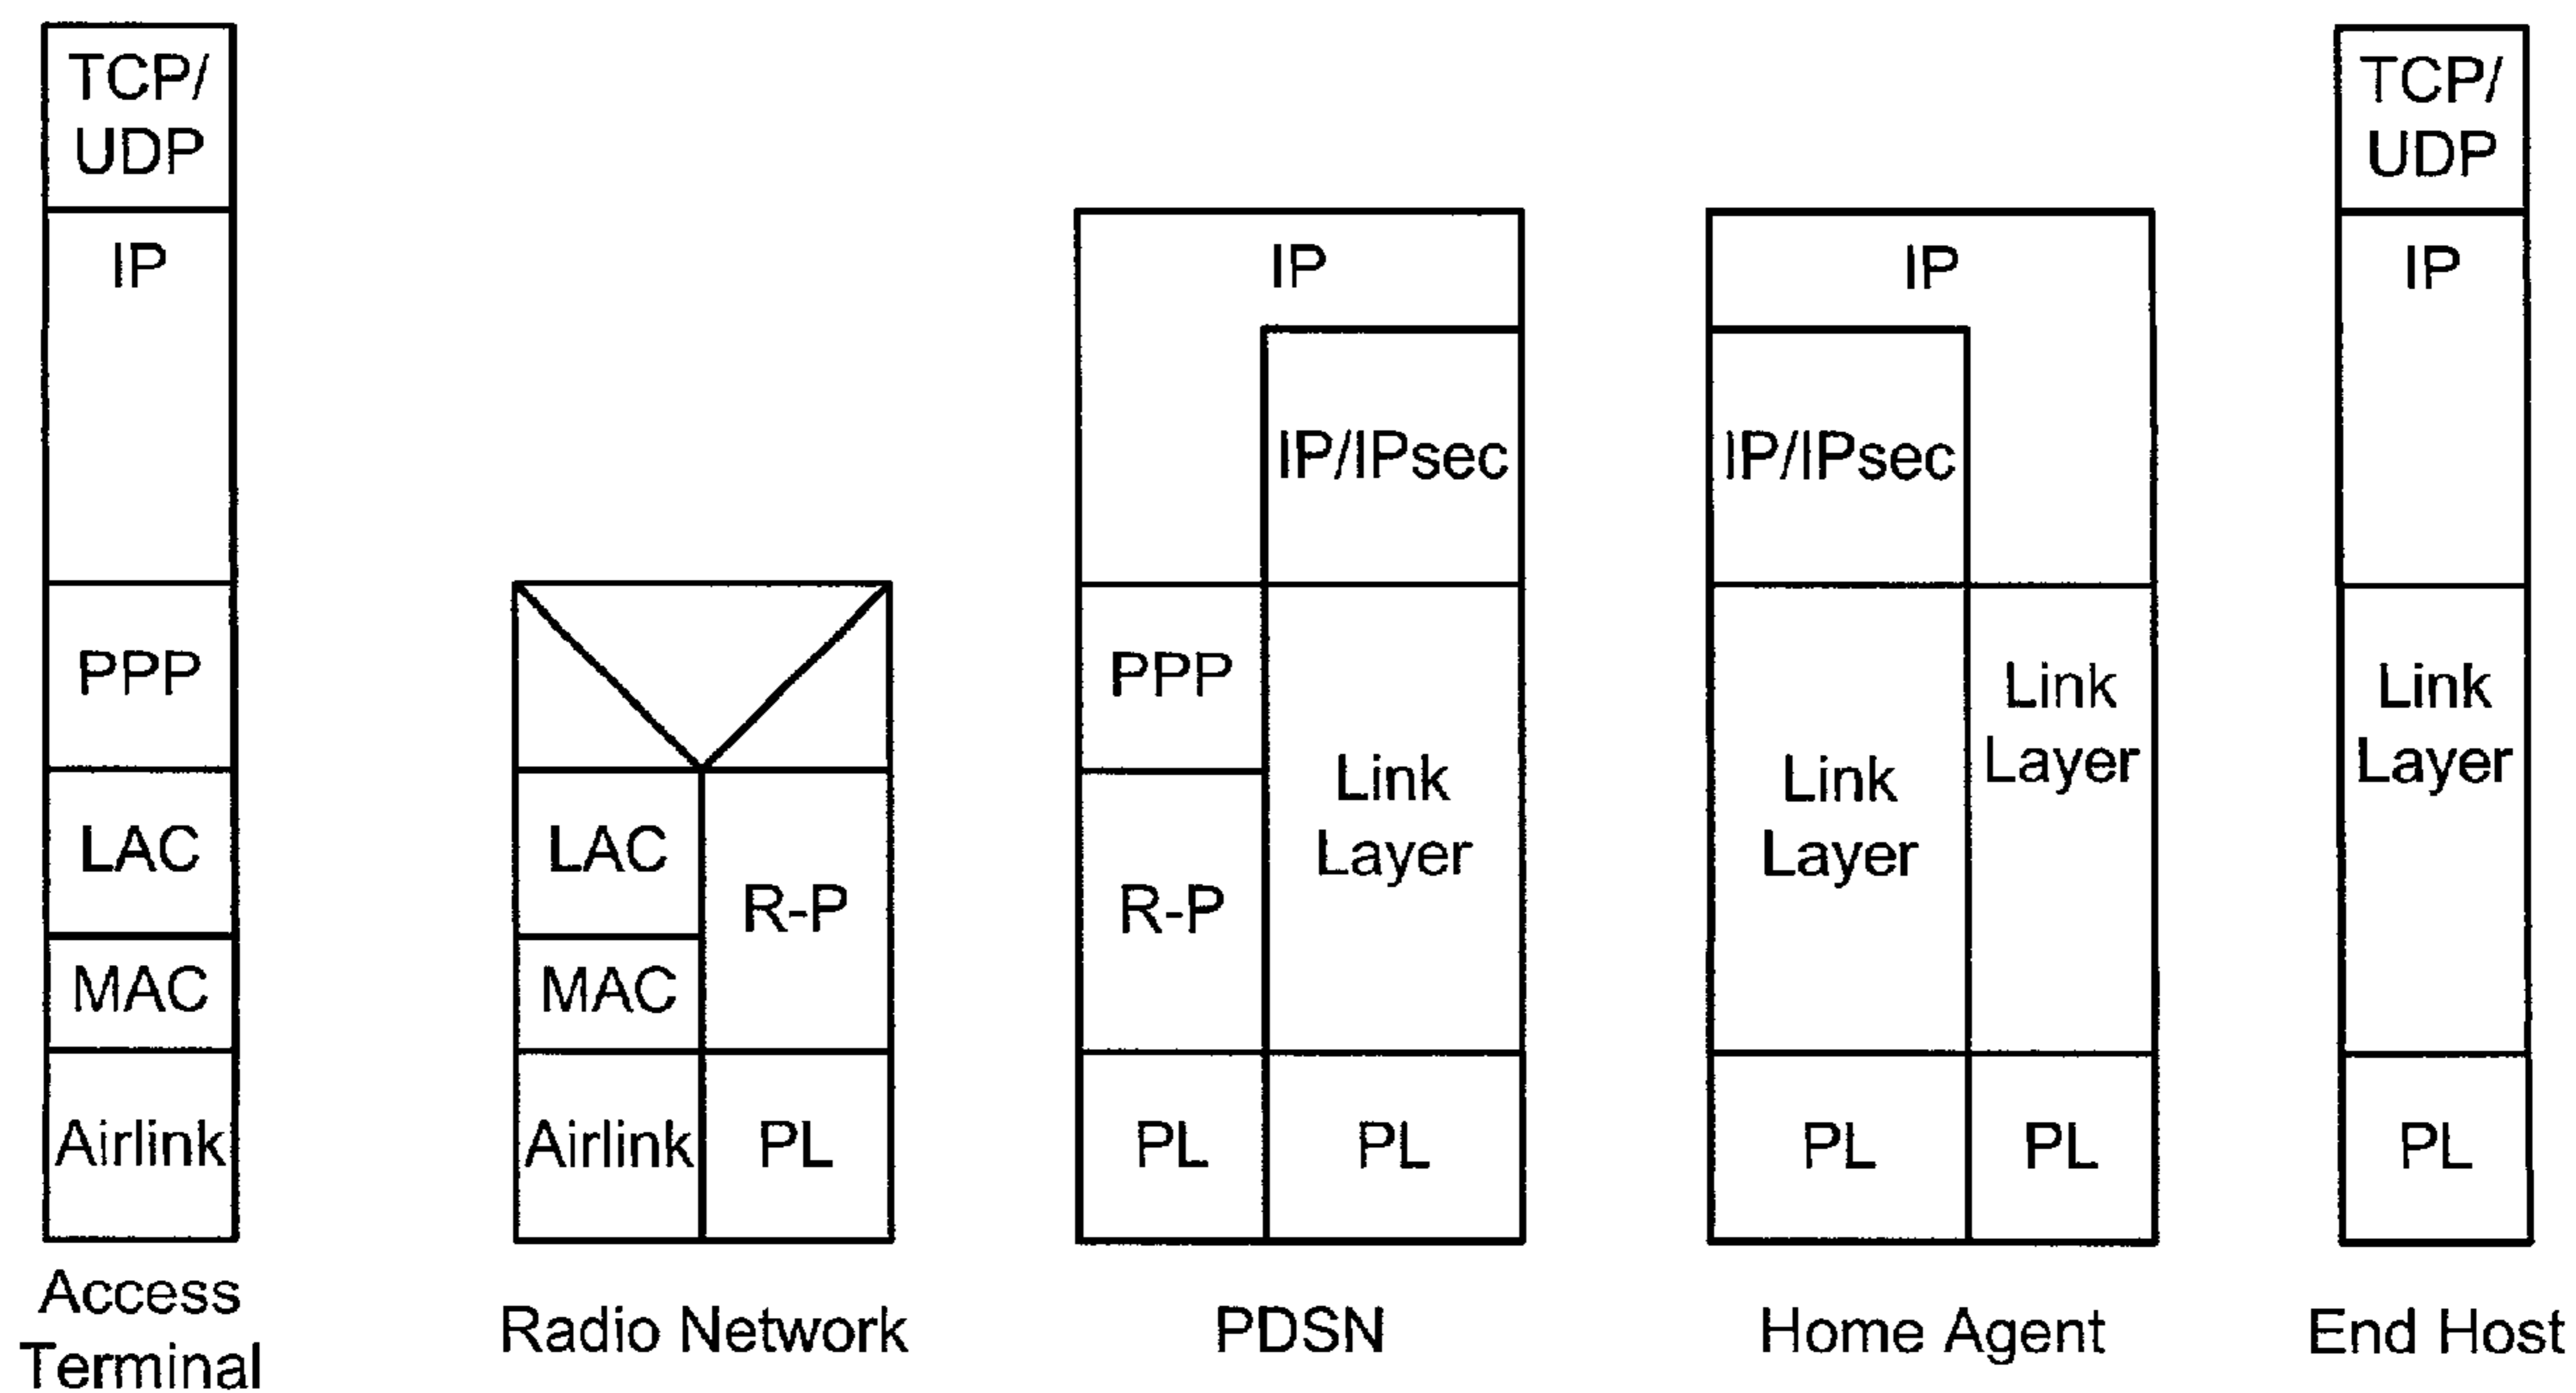 TCP/
UDP
IP
PPP
LAC
MAC
Airlink
Access
Terminal
LAC
MAC
Airlink
R-P
PL
Radio Network
IP
IP/IPsec
PPP
R-P
Link
Layer
PL
PL
PDSN
IP
IP/IPsec
Link
Layer
Link
Layer
PL
PL
Home Agent
TCP/
UDP
IP
Link
Layer
PL
End Host